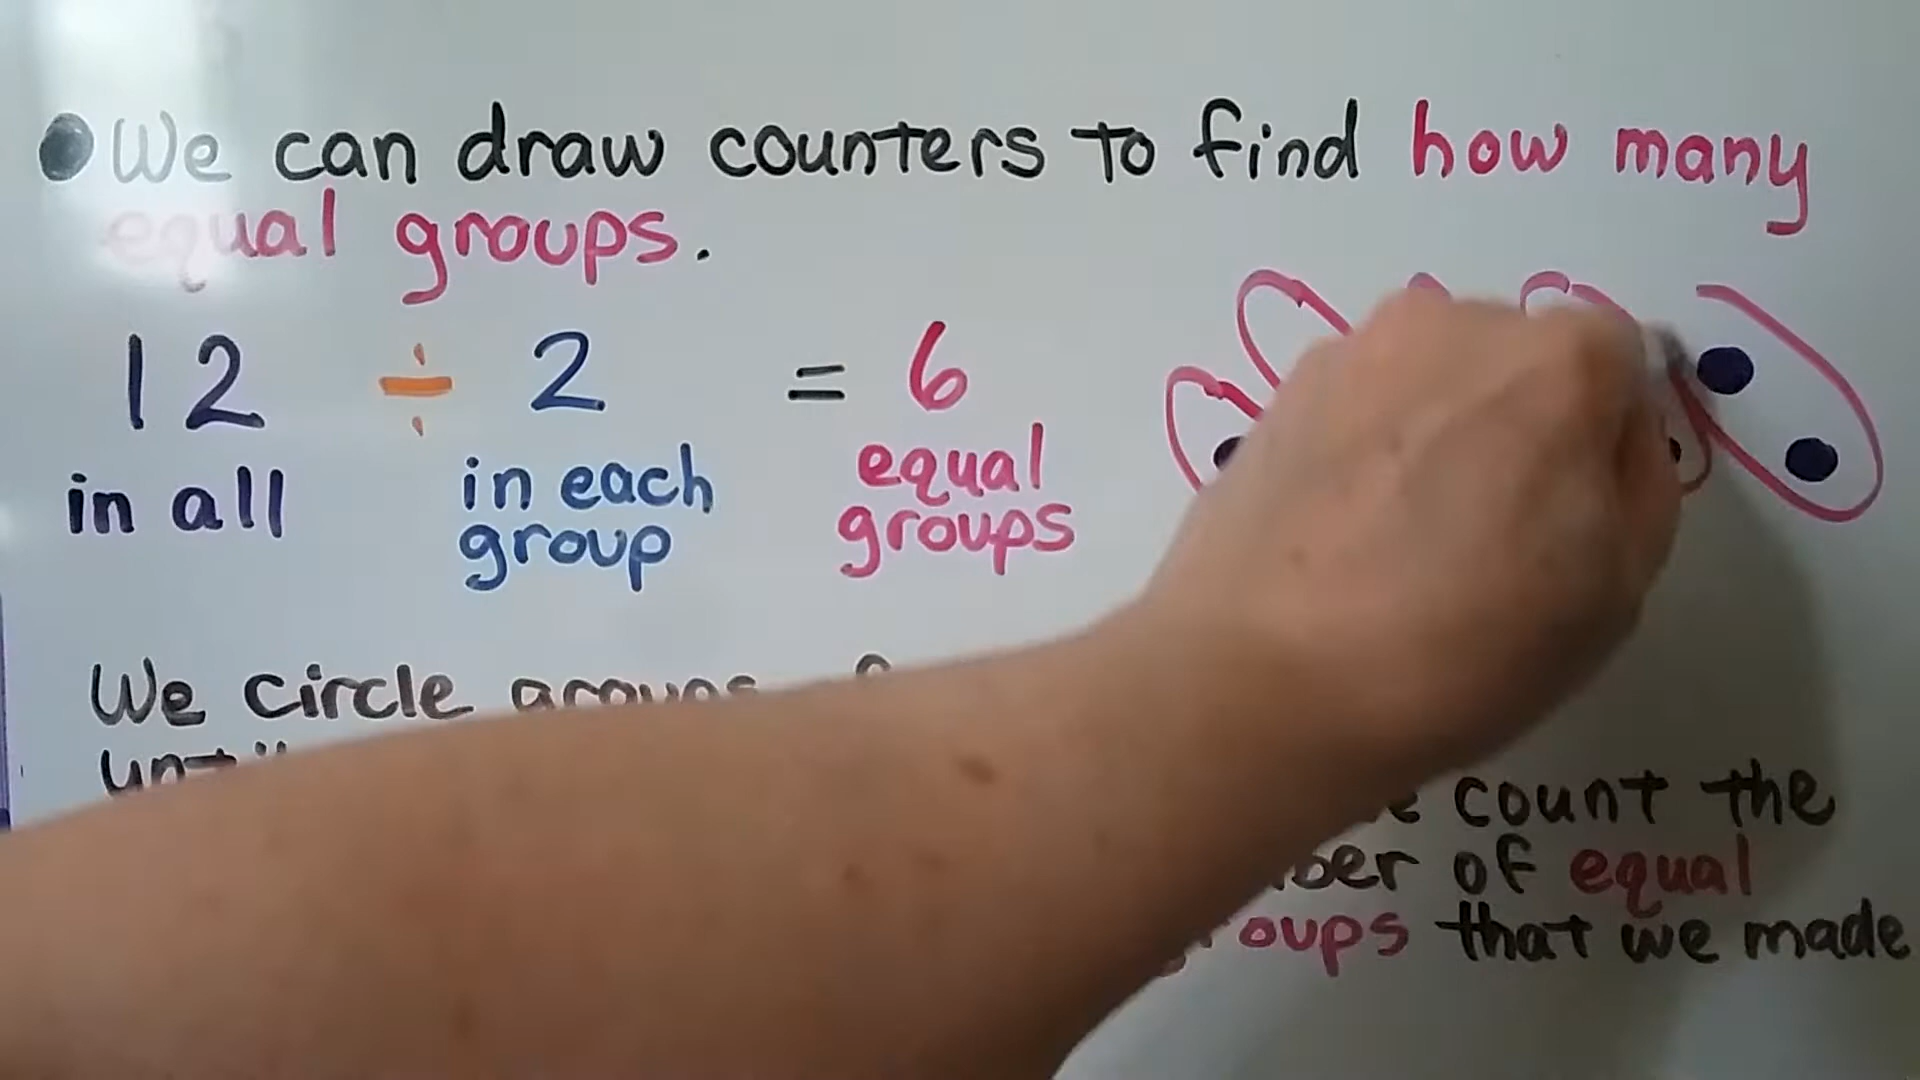 We can draw counters to find how many
equal groups.
12 ÷ 2 = 6
in all
in each
group
equal
groups
We circle
count the
of equal
that we made